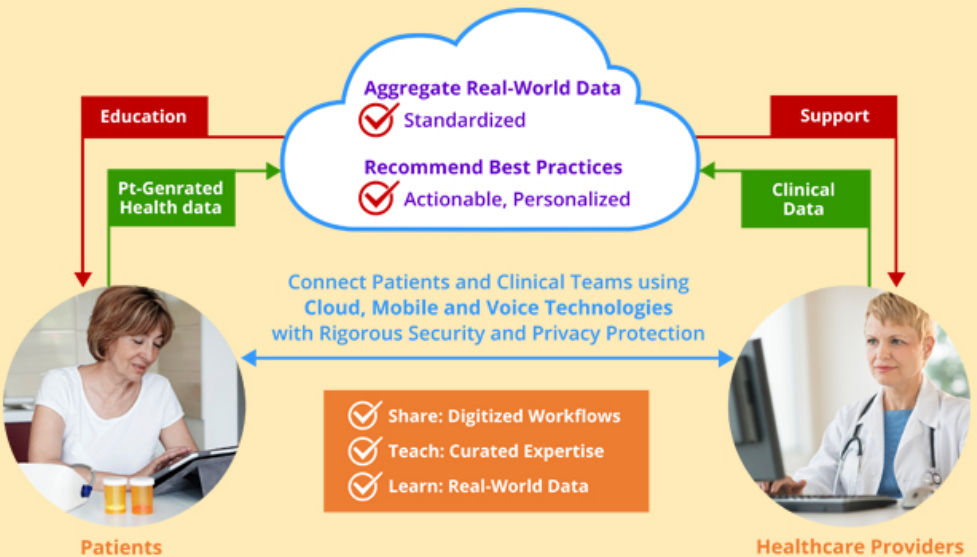 Aggregate Real-World Data
Standardized
Recommend Best Practices
Actionable, Personalized
Education
Support
Pt-Genrated
Health data
Clinical
Data
Connect Patients and Clinical Teams using
Cloud, Mobile and Voice Technologies
with Rigorous Security and Privacy Protection
Share: Digitized Workflows
Teach: Curated Expertise
Learn: Real-World Data
Patients
Healthcare Providers